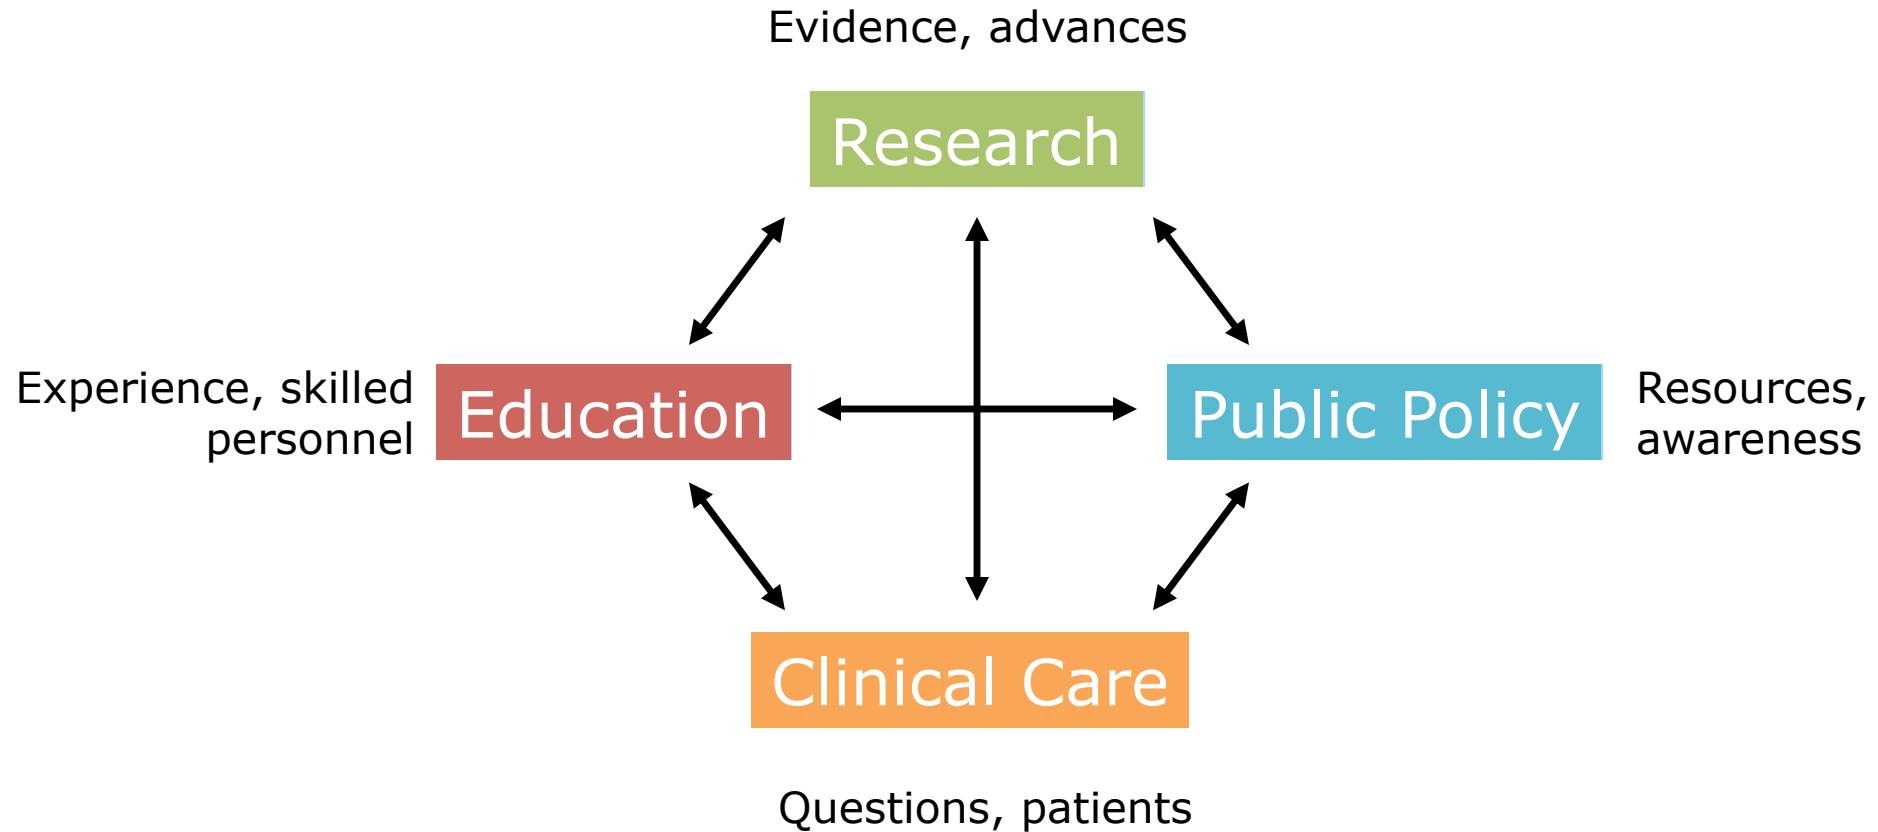 Evidence, advances
Research
Experience, skilled
personnel
Education
Public Policy
Resources,
awareness
Clinical Care
Questions, patients